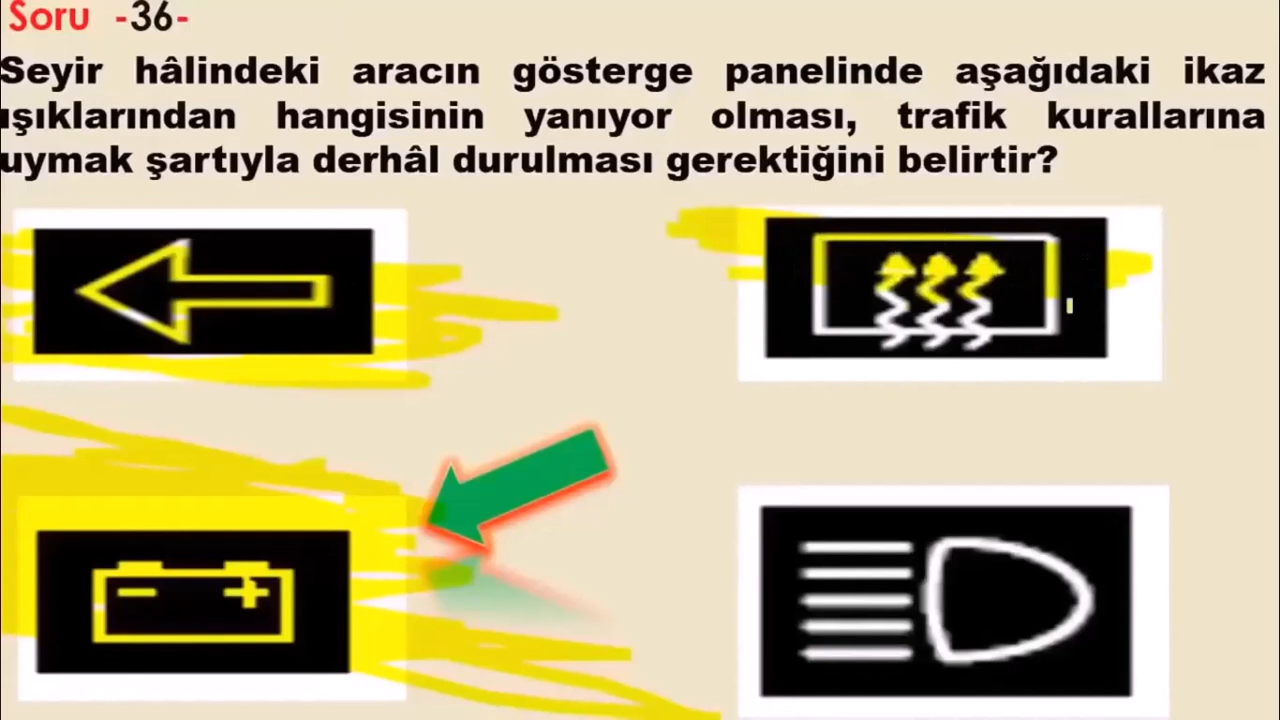 Soru -36-
Seyir hâlindeki aracın gösterge panelinde aşağıdaki ikaz
ışıklarından hangisinin yanıyor olması, trafik kurallarına
uymak şartıyla derhâl durulması gerektiğini belirtir?